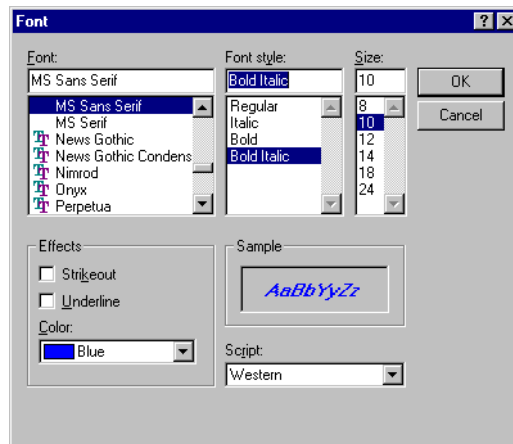 Font
Font:
MS Sans Serif
MS Sans Serif
MS Serif
News Gothic
News Gothic Condens
Nimrod
Onyx
Perpetua
Font style:
Bold Italic
Regular
Italic
Bold
Bold Italic
Size:
10
8
10
12
14
18
24
OK
Cancel
Effects
Strikeout
Underline
Color:
Blue
Sample
AaBbYyZz
Script:
Western